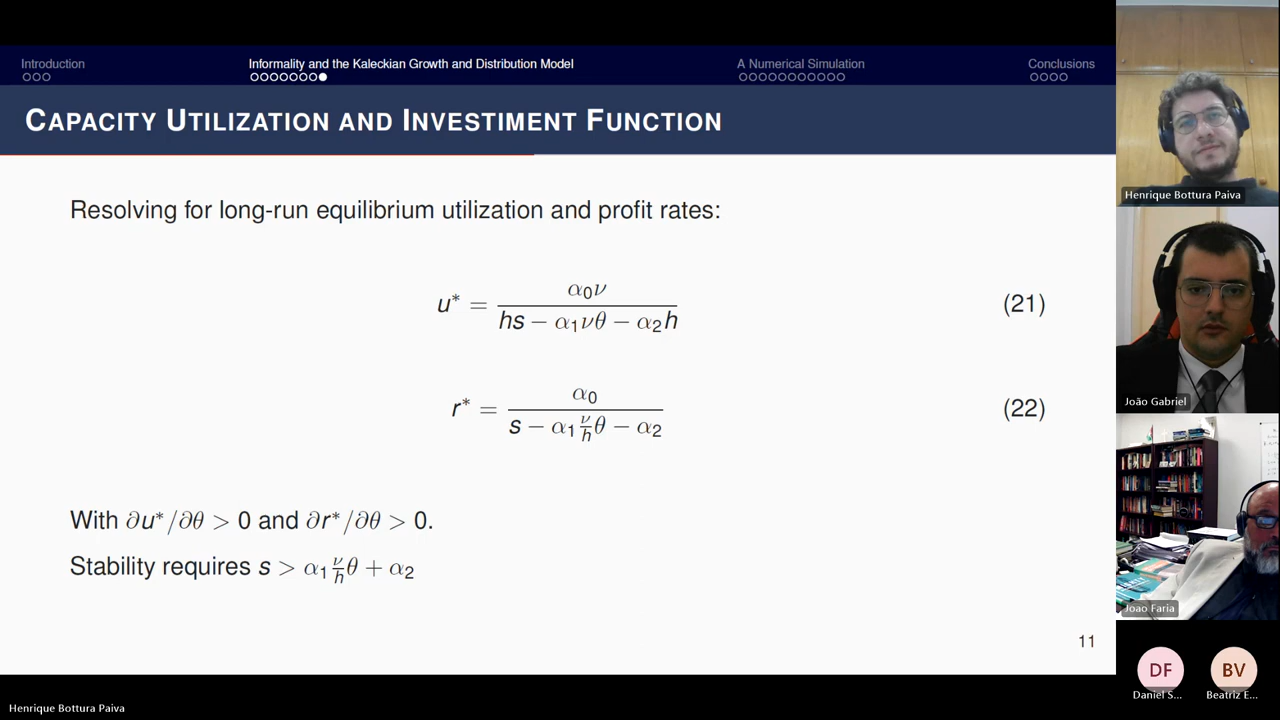 Introduction
Informality and the Kaleckian Growth and Distribution Model
A Numerical Simulation
Conclusions
CAPACITY UTILIZATION AND INVESTIMENT FUNCTION
Resolving for long-run equilibrium utilization and profit rates:
u* = α₀ν / (hs − α₁νθ − α₂h) (21)
r* = α₀ / (s − α₁ (ν/h) θ − α₂) (22)
With ∂u*/∂θ > 0 and ∂r*/∂θ > 0.
Stability requires s > α₁ (ν/h) θ + α₂
11
Henrique Bottura Paiva
João Gabriel
Joao Faria
DF
BV
Daniel S...
Beatriz E...
Henrique Bottura Paiva